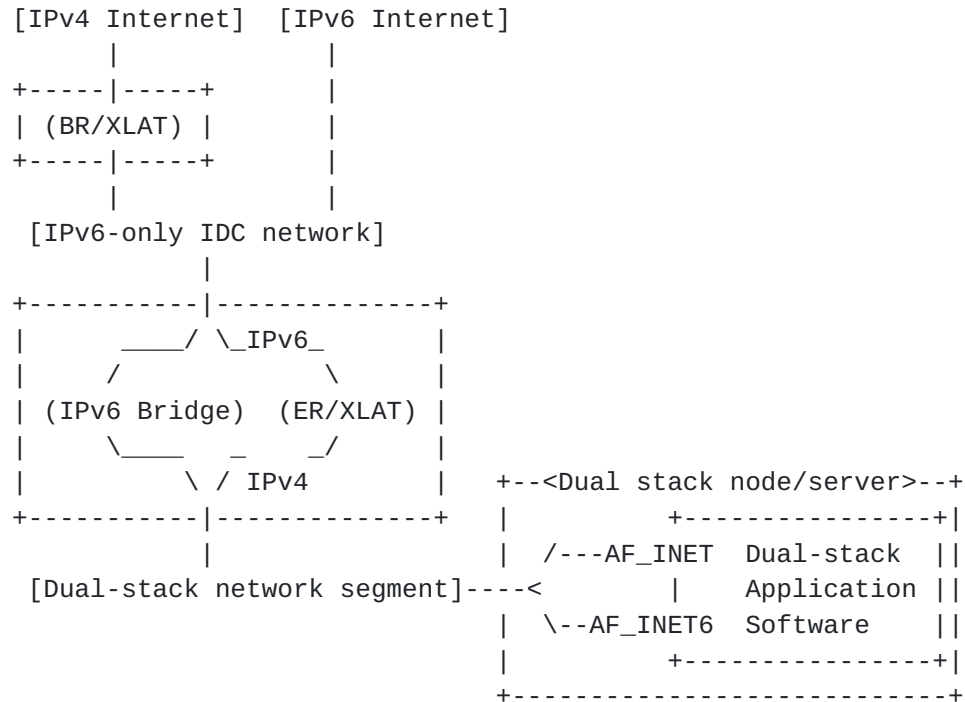 [IPv4 Internet]  [IPv6 Internet]
(BR/XLAT)
[IPv6-only IDC network]
IPv6
(IPv6 Bridge)  (ER/XLAT)
IPv4
<Dual stack node/server>
AF_INET  Dual-stack
[Dual-stack network segment]  Application
AF_INET6  Software